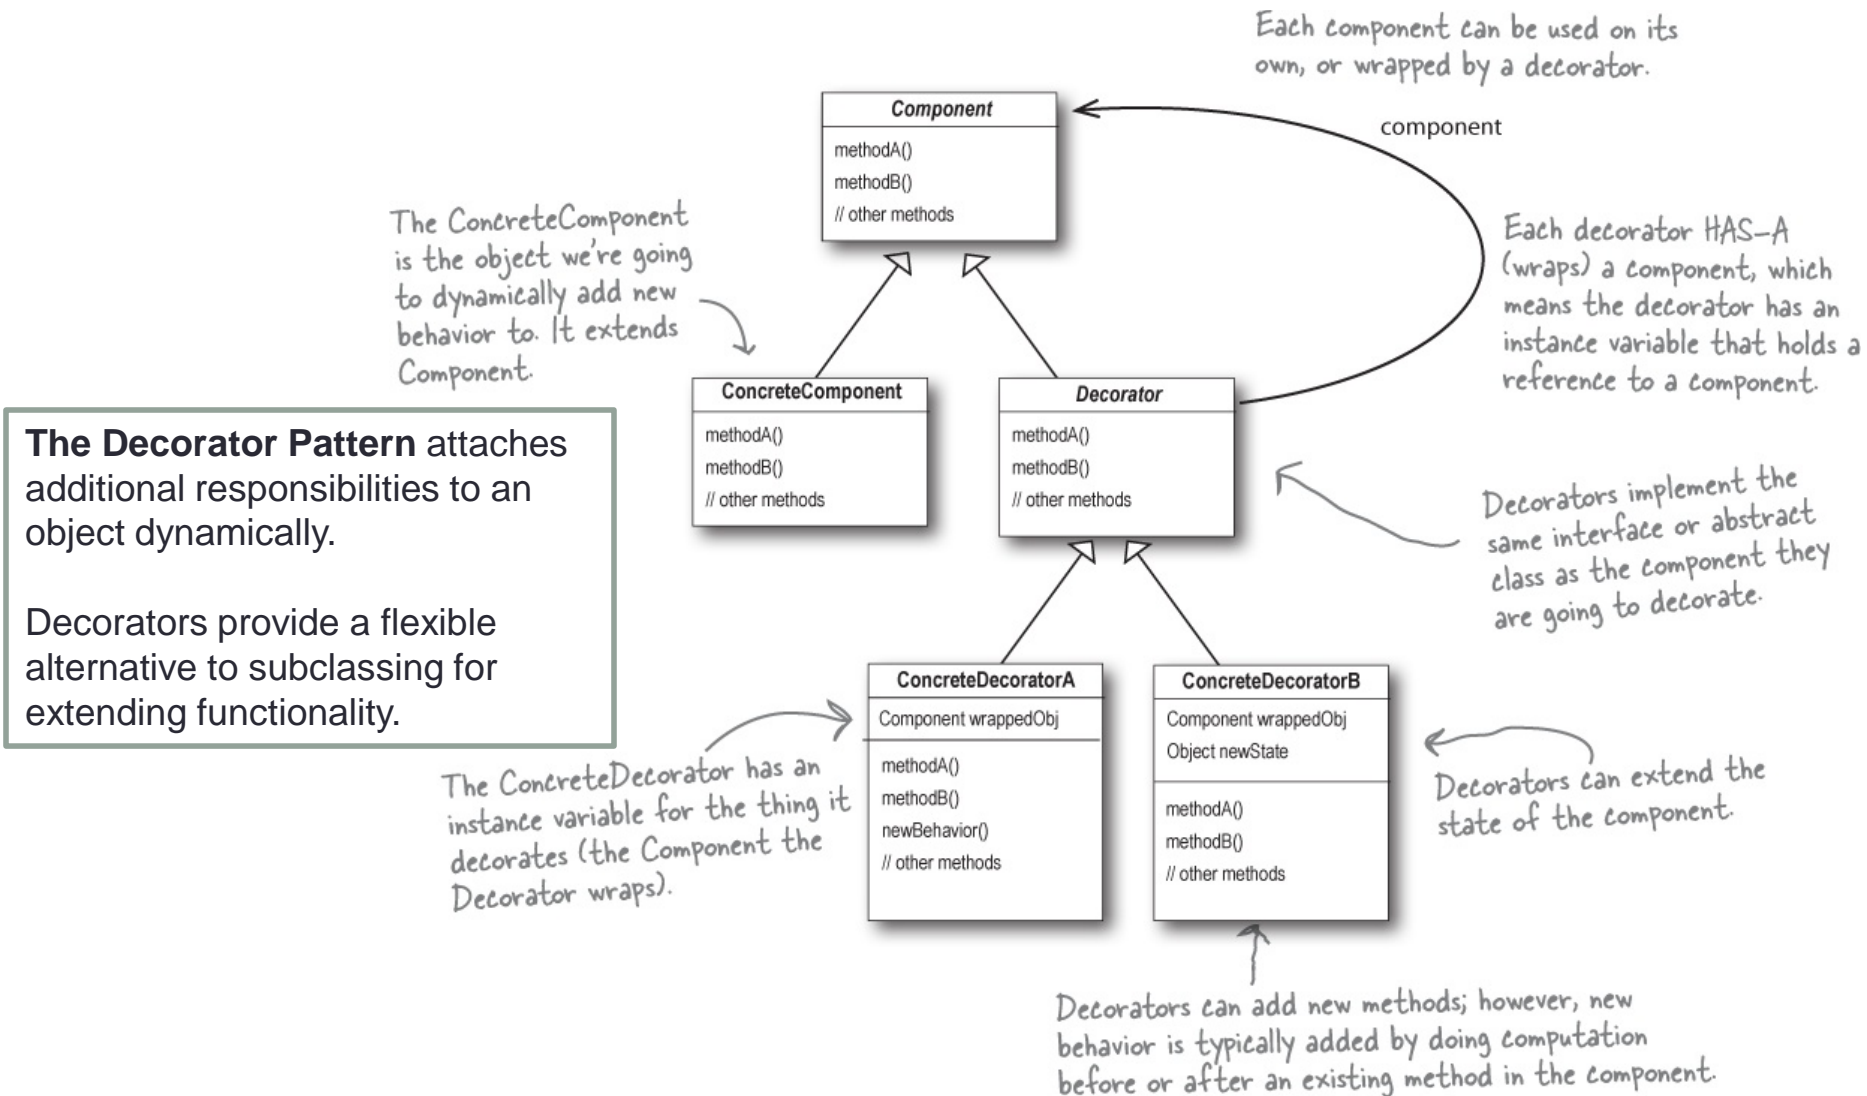 Each component can be used on its
own, or wrapped by a decorator.
Component
methodA()
methodB()
// other methods
component
The ConcreteComponent
is the object we're going
to dynamically add new
behavior to. It extends
Component.
Each decorator HAS-A
(wraps) a component, which
means the decorator has an
instance variable that holds a
reference to a component.
ConcreteComponent
methodA()
methodB()
// other methods
Decorator
methodA()
methodB()
// other methods
The Decorator Pattern attaches
additional responsibilities to an
object dynamically.
Decorators provide a flexible
alternative to subclassing for
extending functionality.
Decorators implement the
same interface or abstract
class as the component they
are going to decorate.
ConcreteDecoratorA
Component wrappedObj
methodA()
methodB()
newBehavior()
// other methods
ConcreteDecoratorB
Component wrappedObj
Object newState
methodA()
methodB()
// other methods
The ConcreteDecorator has an
instance variable for the thing it
decorates (the Component the
Decorator wraps).
Decorators can extend the
state of the component.
Decorators can add new methods; however, new
behavior is typically added by doing computation
before or after an existing method in the component.